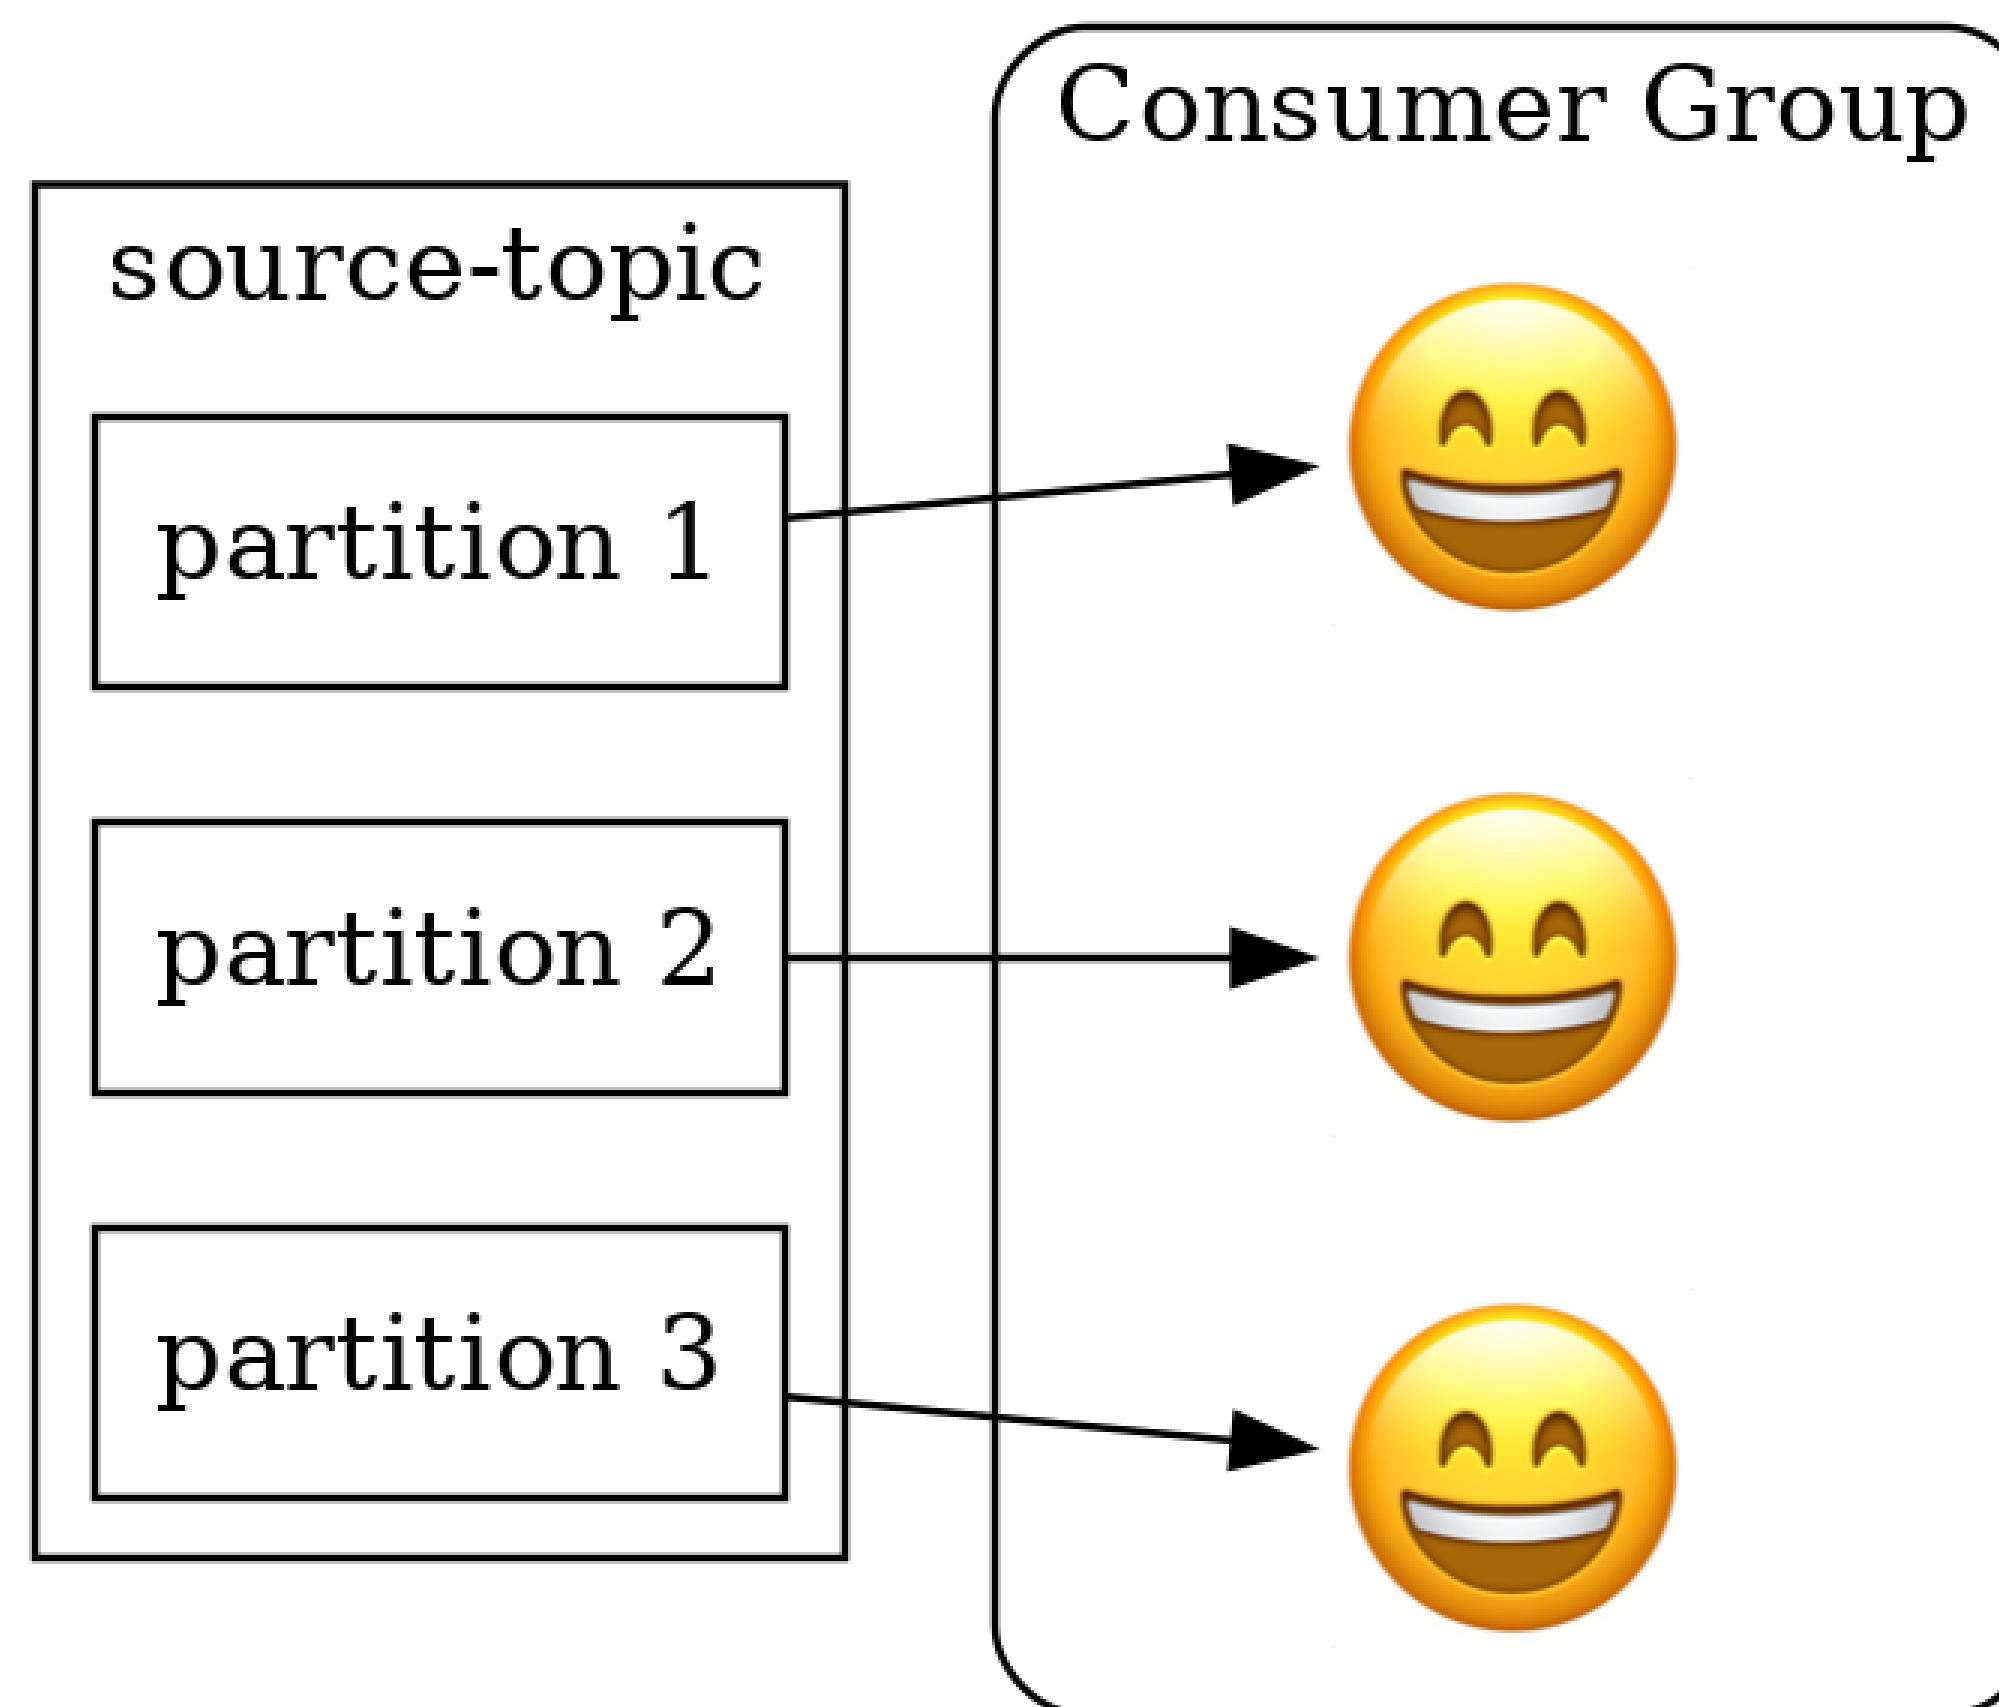 Consumer Group
source-topic
partition 1
partition 2
partition 3